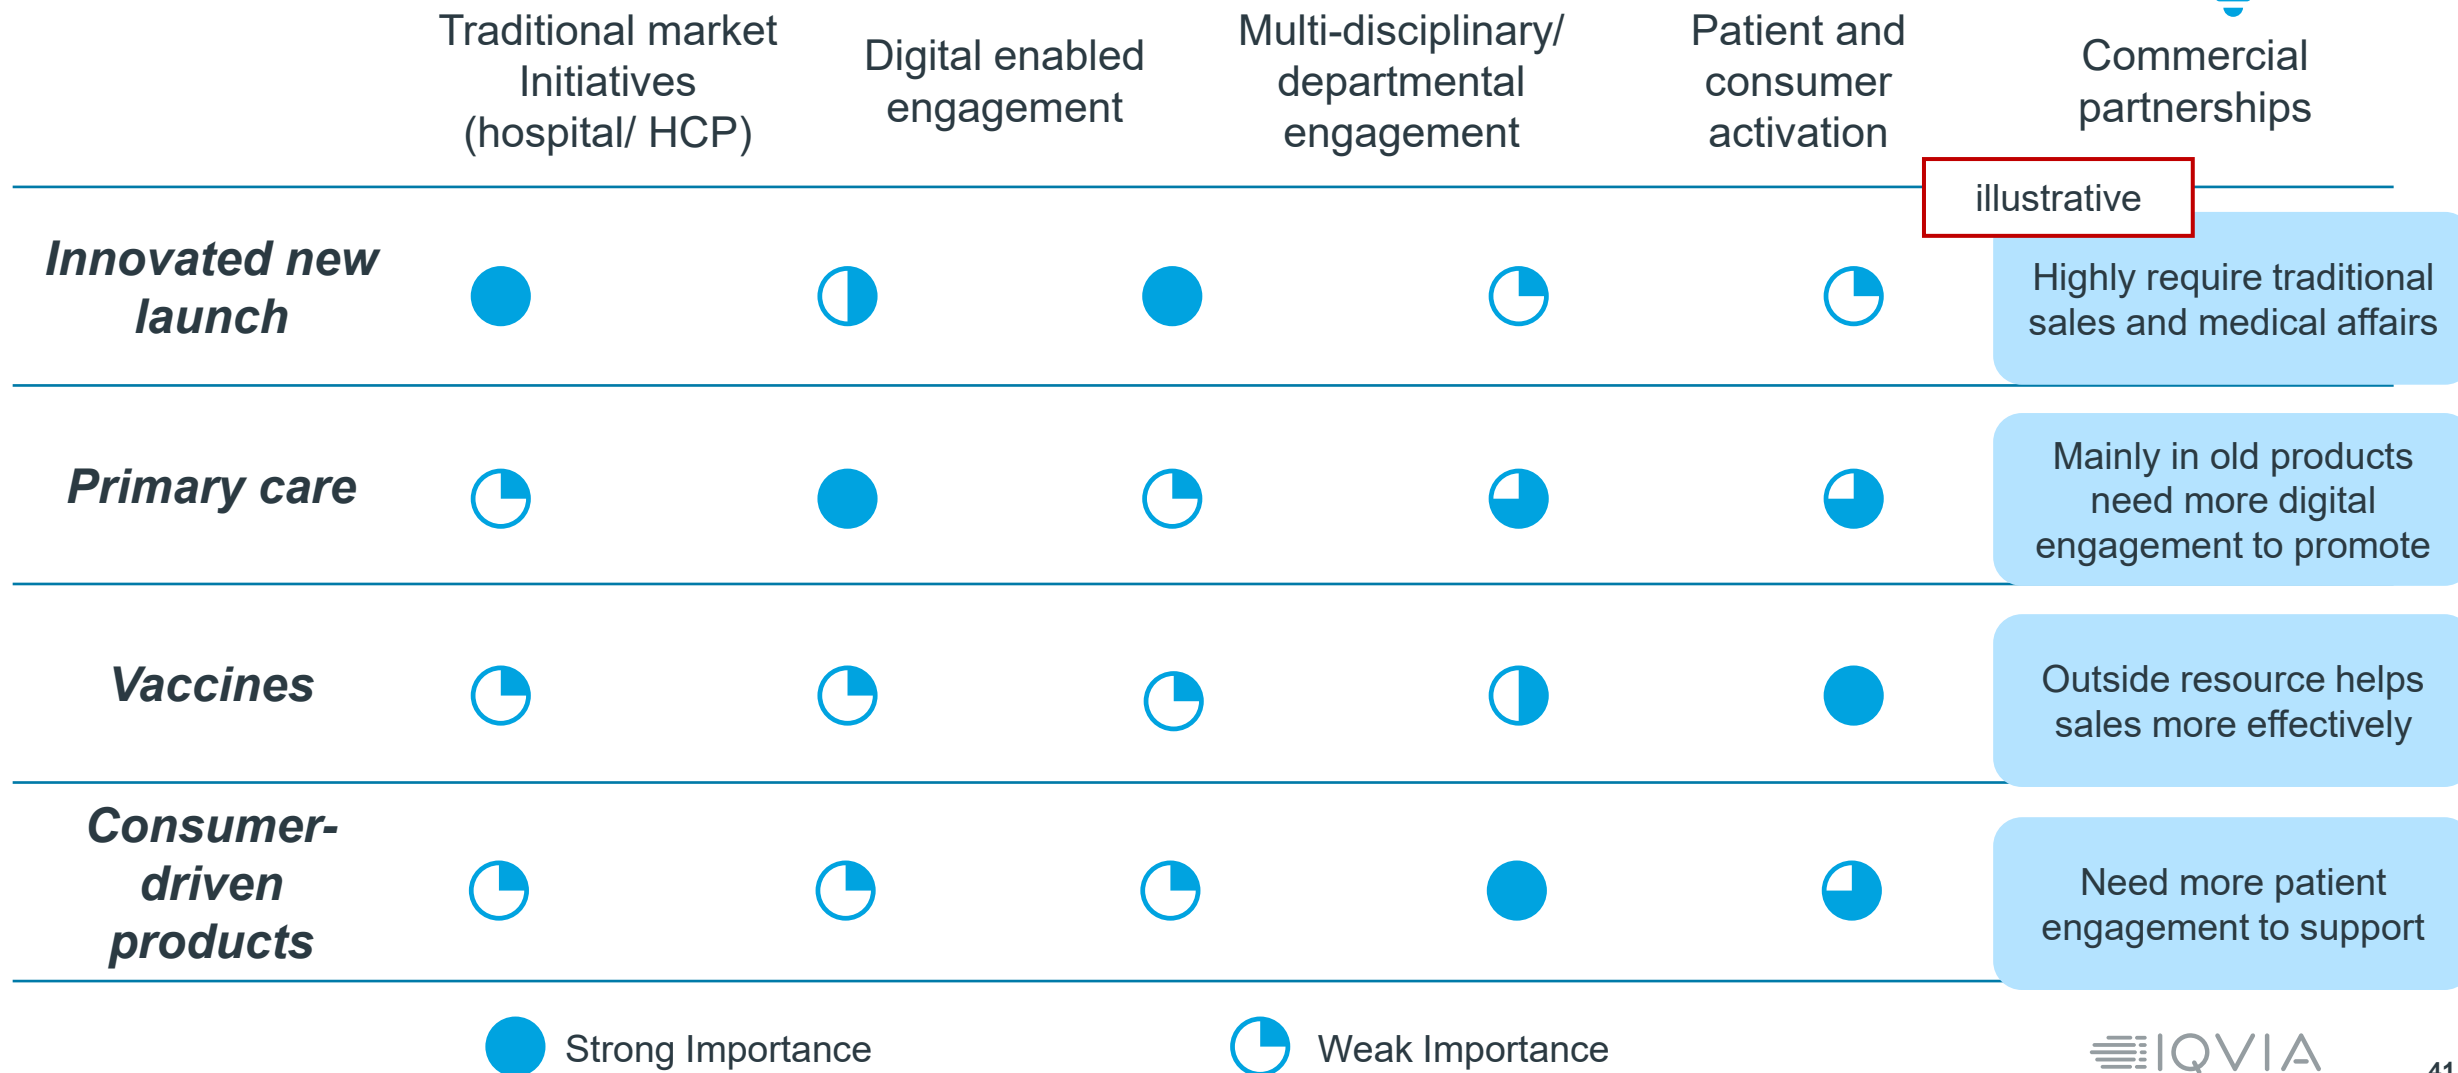 Traditional market
Initiatives
(hospital/ HCP)
Digital enabled
engagement
Multi-disciplinary/
departmental
engagement
Patient and
consumer
activation
Commercial
partnerships
illustrative
Innovated new
launch
Highly require traditional
sales and medical affairs
Primary care
Mainly in old products
need more digital
engagement to promote
Vaccines
Outside resource helps
sales more effectively
Consumer-
driven
products
Need more patient
engagement to support
Strong Importance
Weak Importance
IQVIA
41